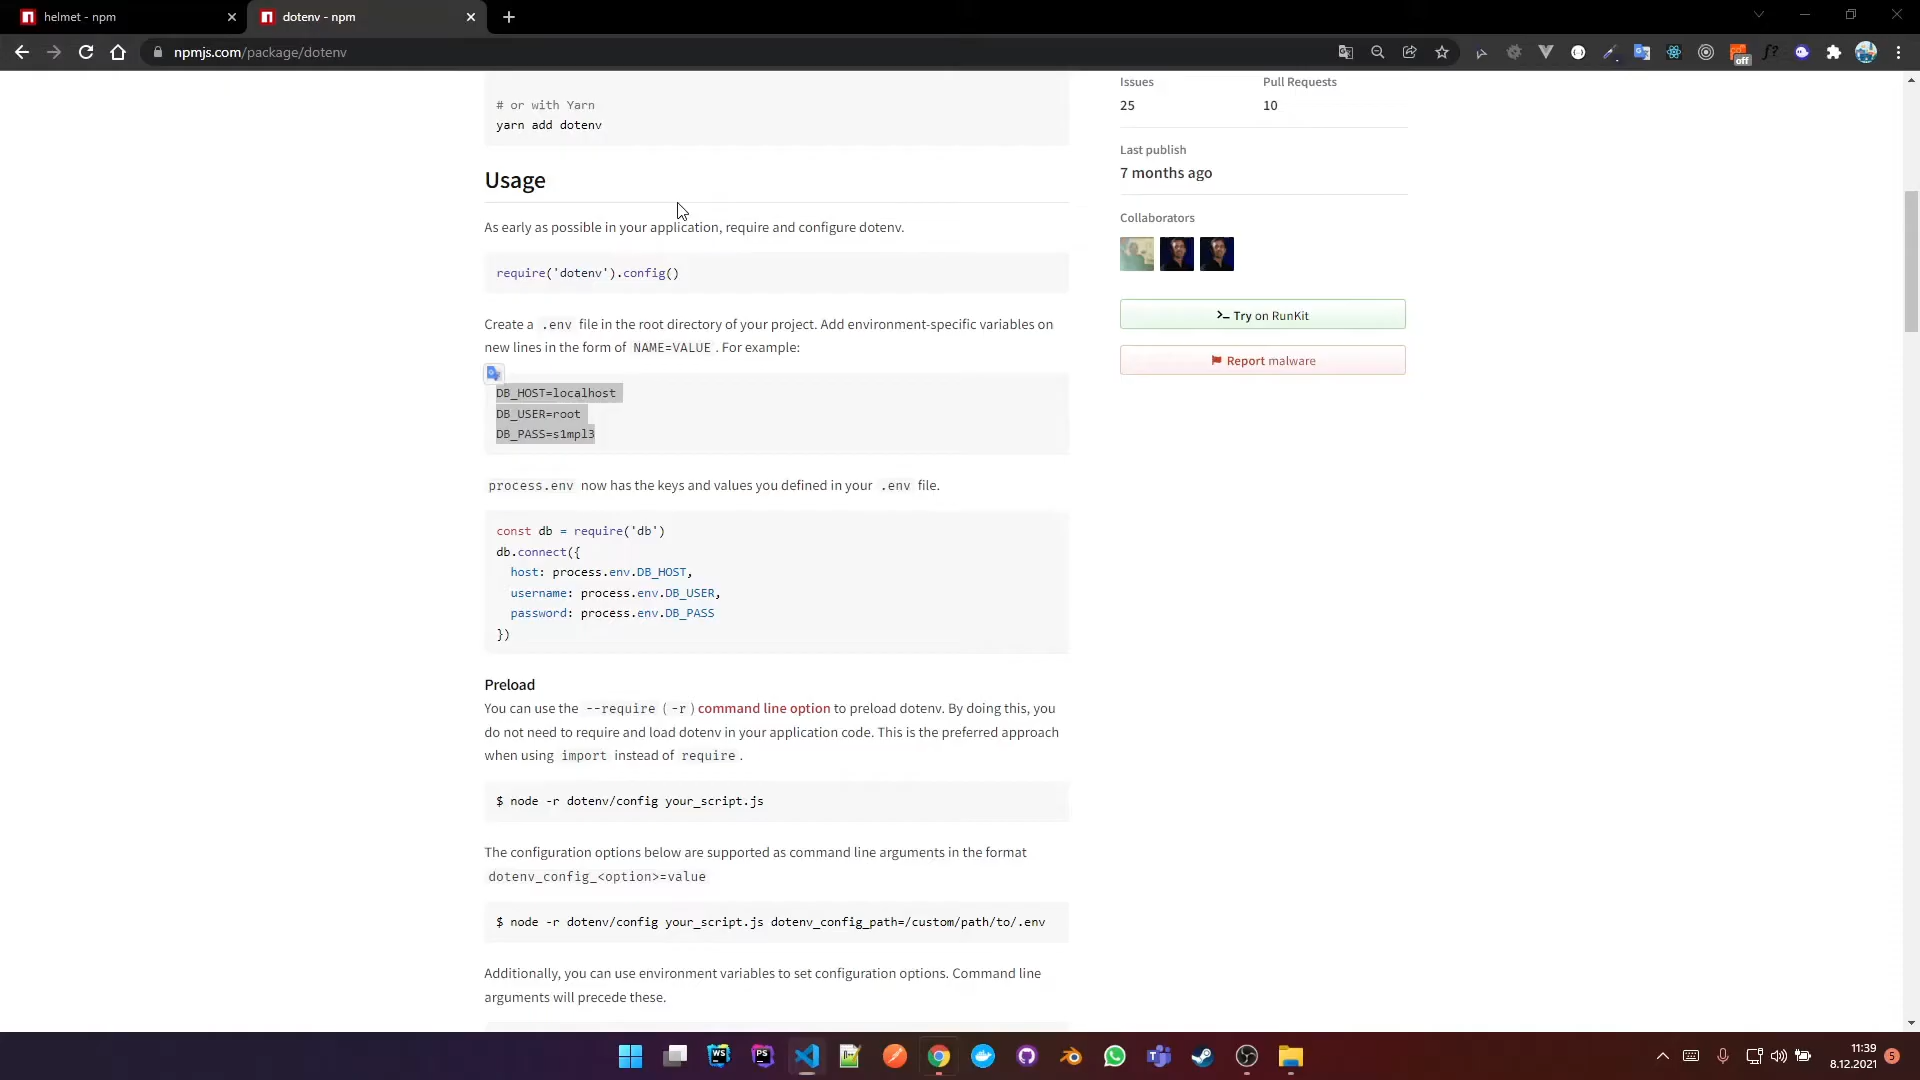 helmet - npm
dotenv - npm
npmjs.com/package/dotenv
off
# or with Yarn
yarn add dotenv
Usage
As early as possible in your application, require and configure dotenv.
require('dotenv').config()
Create a .env file in the root directory of your project. Add environment-specific variables on
new lines in the form of NAME=VALUE . For example:
DB_HOST=localhost
DB_USER=root
DB_PASS=s1mpl3
process.env now has the keys and values you defined in your .env file.
const db = require('db')
db.connect({
host: process.env.DB_HOST,
username: process.env.DB_USER,
password: process.env.DB_PASS
})
Preload
You can use the --require (-r) command line option to preload dotenv. By doing this, you
do not need to require and load dotenv in your application code. This is the preferred approach
when using import instead of require .
$ node -r dotenv/config your_script.js
The configuration options below are supported as command line arguments in the format
dotenv_config_<option>=value
$ node -r dotenv/config your_script.js dotenv_config_path=/custom/path/to/.env
Additionally, you can use environment variables to set configuration options. Command line
arguments will precede these.
Issues
25
Pull Requests
10
Last publish
7 months ago
Collaborators
Try on RunKit
Report malware
WS
PS
11:39
8.12.2021
5